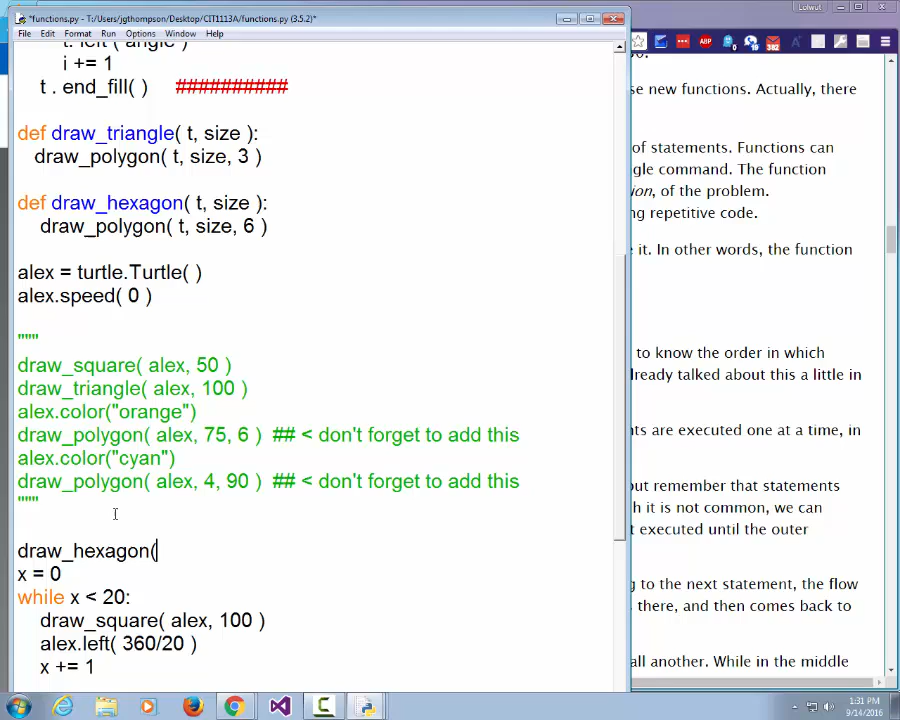 Lolwut
*functions.py - T:/Users/jgthompson/Desktop/CIT1113A/functions.py (3.5.2)*
File Edit Format Run Options Window Help
t. left ( angle )
i += 1
t . end_fill( ) ##########
def draw_triangle( t, size ):
draw_polygon( t, size, 3 )
def draw_hexagon( t, size ):
draw_polygon( t, size, 6 )
alex = turtle.Turtle( )
alex.speed( 0 )
"""
draw_square( alex, 50 )
draw_triangle( alex, 100 )
alex.color("orange")
draw_polygon( alex, 75, 6 ) ## < don't forget to add this
alex.color("cyan")
draw_polygon( alex, 4, 90 ) ## < don't forget to add this
"""
draw_hexagon(
x = 0
while x < 20:
draw_square( alex, 100 )
alex.left( 360/20 )
x += 1
ABP 0 19 382
se new functions. Actually, there
of statements. Functions can
gle command. The function
ion, of the problem.
ng repetitive code.
e it. In other words, the function
to know the order in which
lready talked about this a little in
nts are executed one at a time, in
out remember that statements
h it is not common, we can
t executed until the outer
g to the next statement, the flow
s there, and then comes back to
all another. While in the middle
1:31 PM
9/14/2016